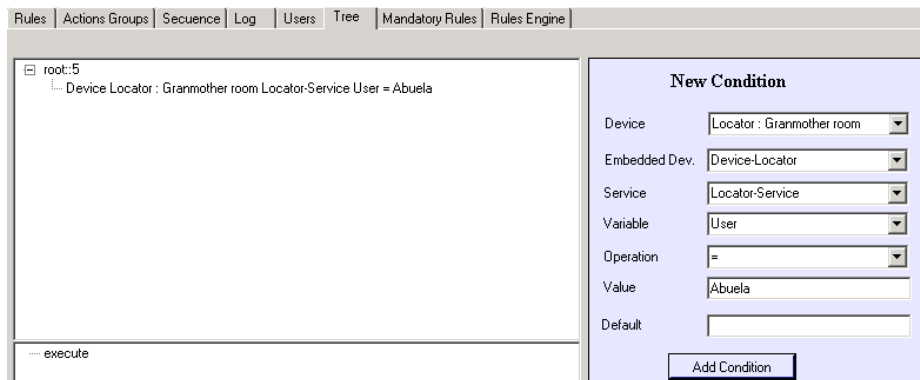 Rules Actions Groups Secuence Log Users Tree Mandatory Rules Rules Engine
root::5
Device Locator : Granmother room Locator-Service User = Abuela
execute
New Condition
Device Locator : Granmother room
Embedded Dev. Device-Locator
Service Locator-Service
Variable User
Operation =
Value Abuela
Default
Add Condition